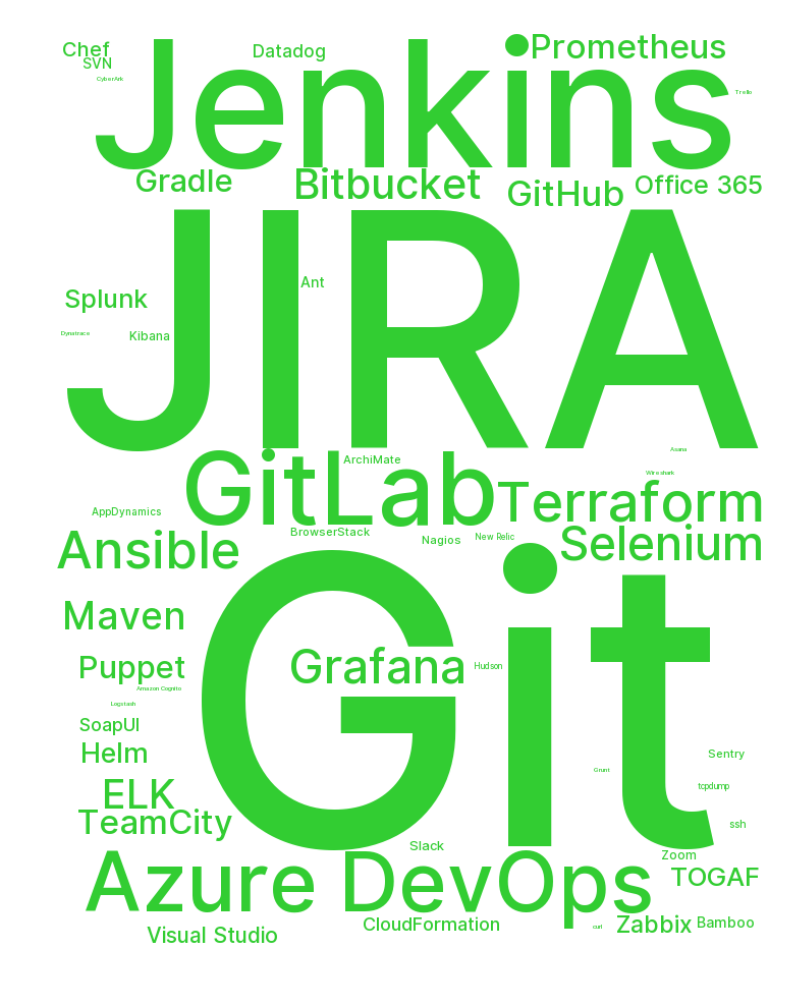 Chef
SVN
CyberArk
Datadog
Prometheus
Jenkins
Trello
Gradle
Bitbucket
GitHub
Office 365
JIRA
Ant
Splunk
Dynatrace
Kibana
Asana
GitLab
ArchiMate
Wireshark
Terraform
AppDynamics
BrowserStack
Nagios
New Relic
Ansible
Selenium
Git
Maven
Grafana
Hudson
Puppet
Amazon Cognito
Logstash
SoapUI
Helm
Sentry
Grunt
tcpdump
ELK
TeamCity
ssh
Slack
Zoom
Azure DevOps
TOGAF
CloudFormation
curl
Zabbix
Bamboo
Visual Studio